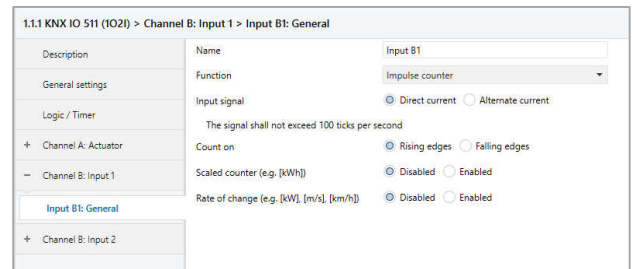 1.1.1 KNX IO 511 (1O2I) > Channel B: Input 1 > Input B1: General
Description
General settings
Logic / Timer
+ Channel A: Actuator
− Channel B: Input 1
Input B1: General
+ Channel B: Input 2
Name Input B1
Function Impulse counter
Input signal Direct current Alternate current
The signal shall not exceed 100 ticks per second
Count on Rising edges Falling edges
Scaled counter (e.g. [kWh]) Disabled Enabled
Rate of change (e.g. [kW], [m/s], [km/h]) Disabled Enabled